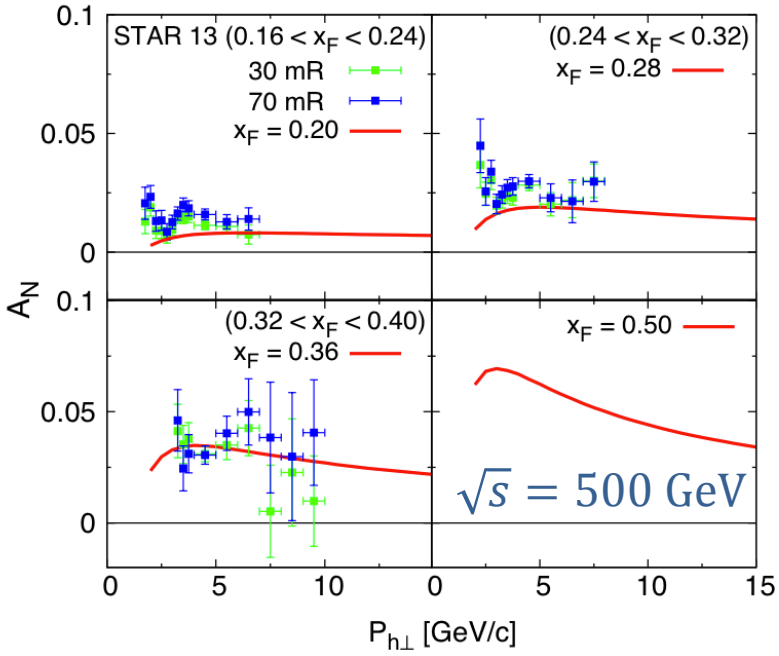 0.1
STAR 13 (0.16 < x_F < 0.24)
30 mR
70 mR
x_F = 0.20
(0.24 < x_F < 0.32)
x_F = 0.28
0.05
0
0.1
(0.32 < x_F < 0.40)
x_F = 0.36
x_F = 0.50
A_N
0.05
0
√s = 500 GeV
0 5 10 0 5 10 15
P_h⊥ [GeV/c]